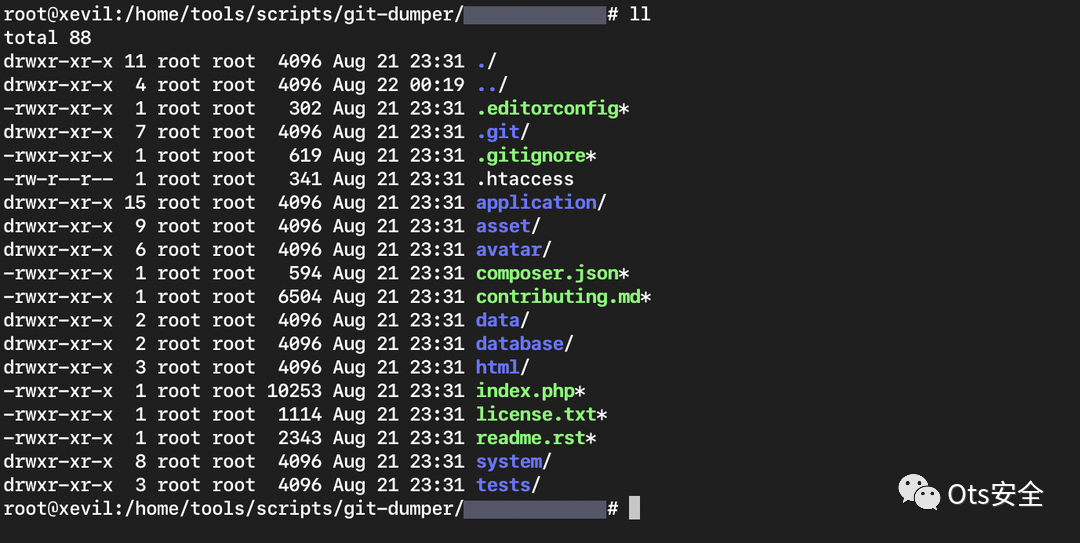 root@xevil:/home/tools/scripts/git-dumper/ # ll
total 88
drwxr-xr-x 11 root root  4096 Aug 21 23:31 ./
drwxr-xr-x  4 root root  4096 Aug 22 00:19 ../
-rwxr-xr-x  1 root root   302 Aug 21 23:31 .editorconfig*
drwxr-xr-x  7 root root  4096 Aug 21 23:31 .git/
-rwxr-xr-x  1 root root   619 Aug 21 23:31 .gitignore*
-rw-r--r--  1 root root   341 Aug 21 23:31 .htaccess
drwxr-xr-x 15 root root  4096 Aug 21 23:31 application/
drwxr-xr-x  9 root root  4096 Aug 21 23:31 asset/
drwxr-xr-x  6 root root  4096 Aug 21 23:31 avatar/
-rwxr-xr-x  1 root root   594 Aug 21 23:31 composer.json*
-rwxr-xr-x  1 root root  6504 Aug 21 23:31 contributing.md*
drwxr-xr-x  2 root root  4096 Aug 21 23:31 data/
drwxr-xr-x  2 root root  4096 Aug 21 23:31 database/
drwxr-xr-x  3 root root  4096 Aug 21 23:31 html/
-rwxr-xr-x  1 root root 10253 Aug 21 23:31 index.php*
-rwxr-xr-x  1 root root  1114 Aug 21 23:31 license.txt*
-rwxr-xr-x  1 root root  2343 Aug 21 23:31 readme.rst*
drwxr-xr-x  8 root root  4096 Aug 21 23:31 system/
drwxr-xr-x  3 root root  4096 Aug 21 23:31 tests/
root@xevil:/home/tools/scripts/git-dumper/ #
Ots安全